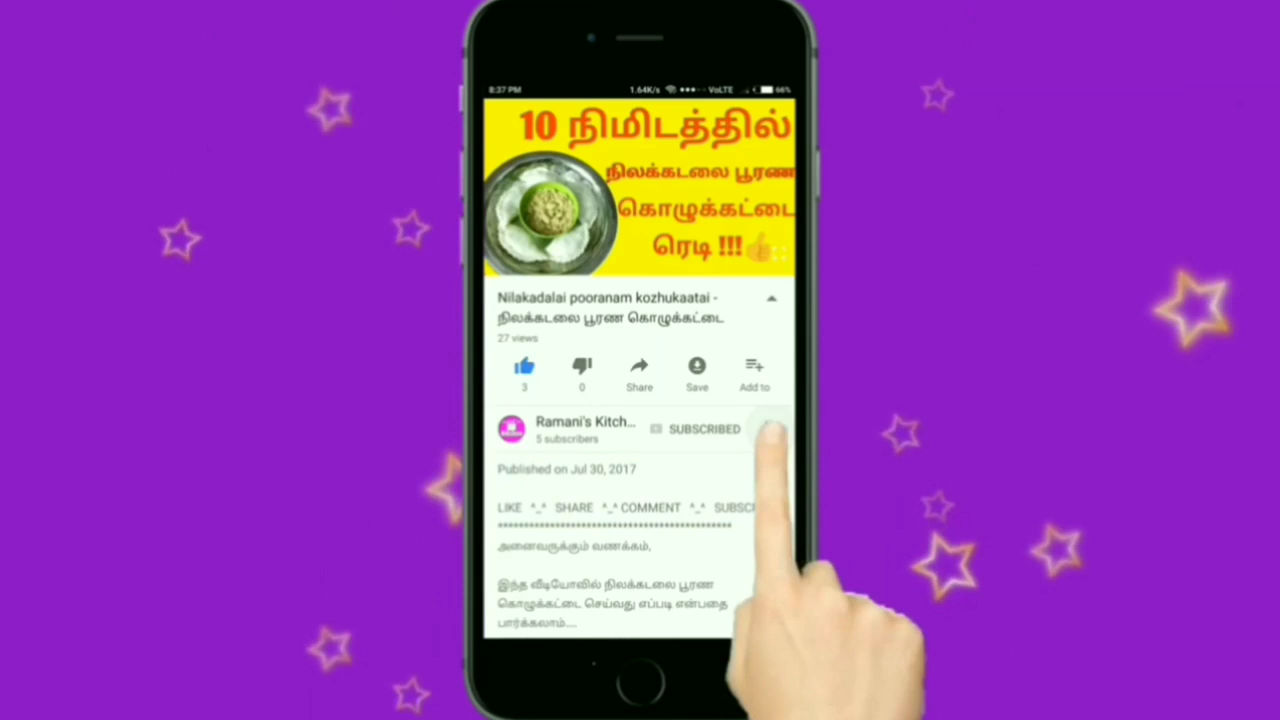 8:37 PM 1.64K/s VoLTE 66%
10 நிமிடத்தில்
நிலக்கடலை பூரண
கொழுக்கட்டை
ரெடி !!!
Nilakadalai pooranam kozhukaatai -
நிலக்கடலை பூரண கொழுக்கட்டை
27 views
3 0 Share Save Add to
Ramani's Kitch... SUBSCRIBED
5 subscribers
Published on Jul 30, 2017
LIKE ^_^ SHARE ^_^ COMMENT ^_^ SUBSC
********************************************
அனைவருக்கும் வணக்கம்,
இந்த வீடியோவில் நிலக்கடலை பூரண
கொழுக்கட்டை செய்வது எப்படி என்பதை
பார்க்கலாம்....